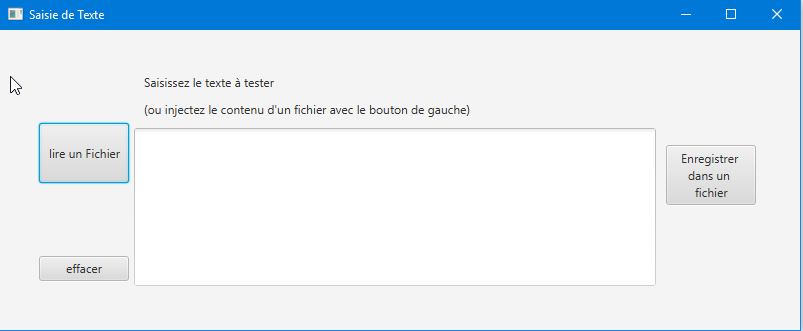 Saisie de Texte
Saisissez le texte à tester
(ou injectez le contenu d'un fichier avec le bouton de gauche)
lire un Fichier
Enregistrer
dans un
fichier
effacer